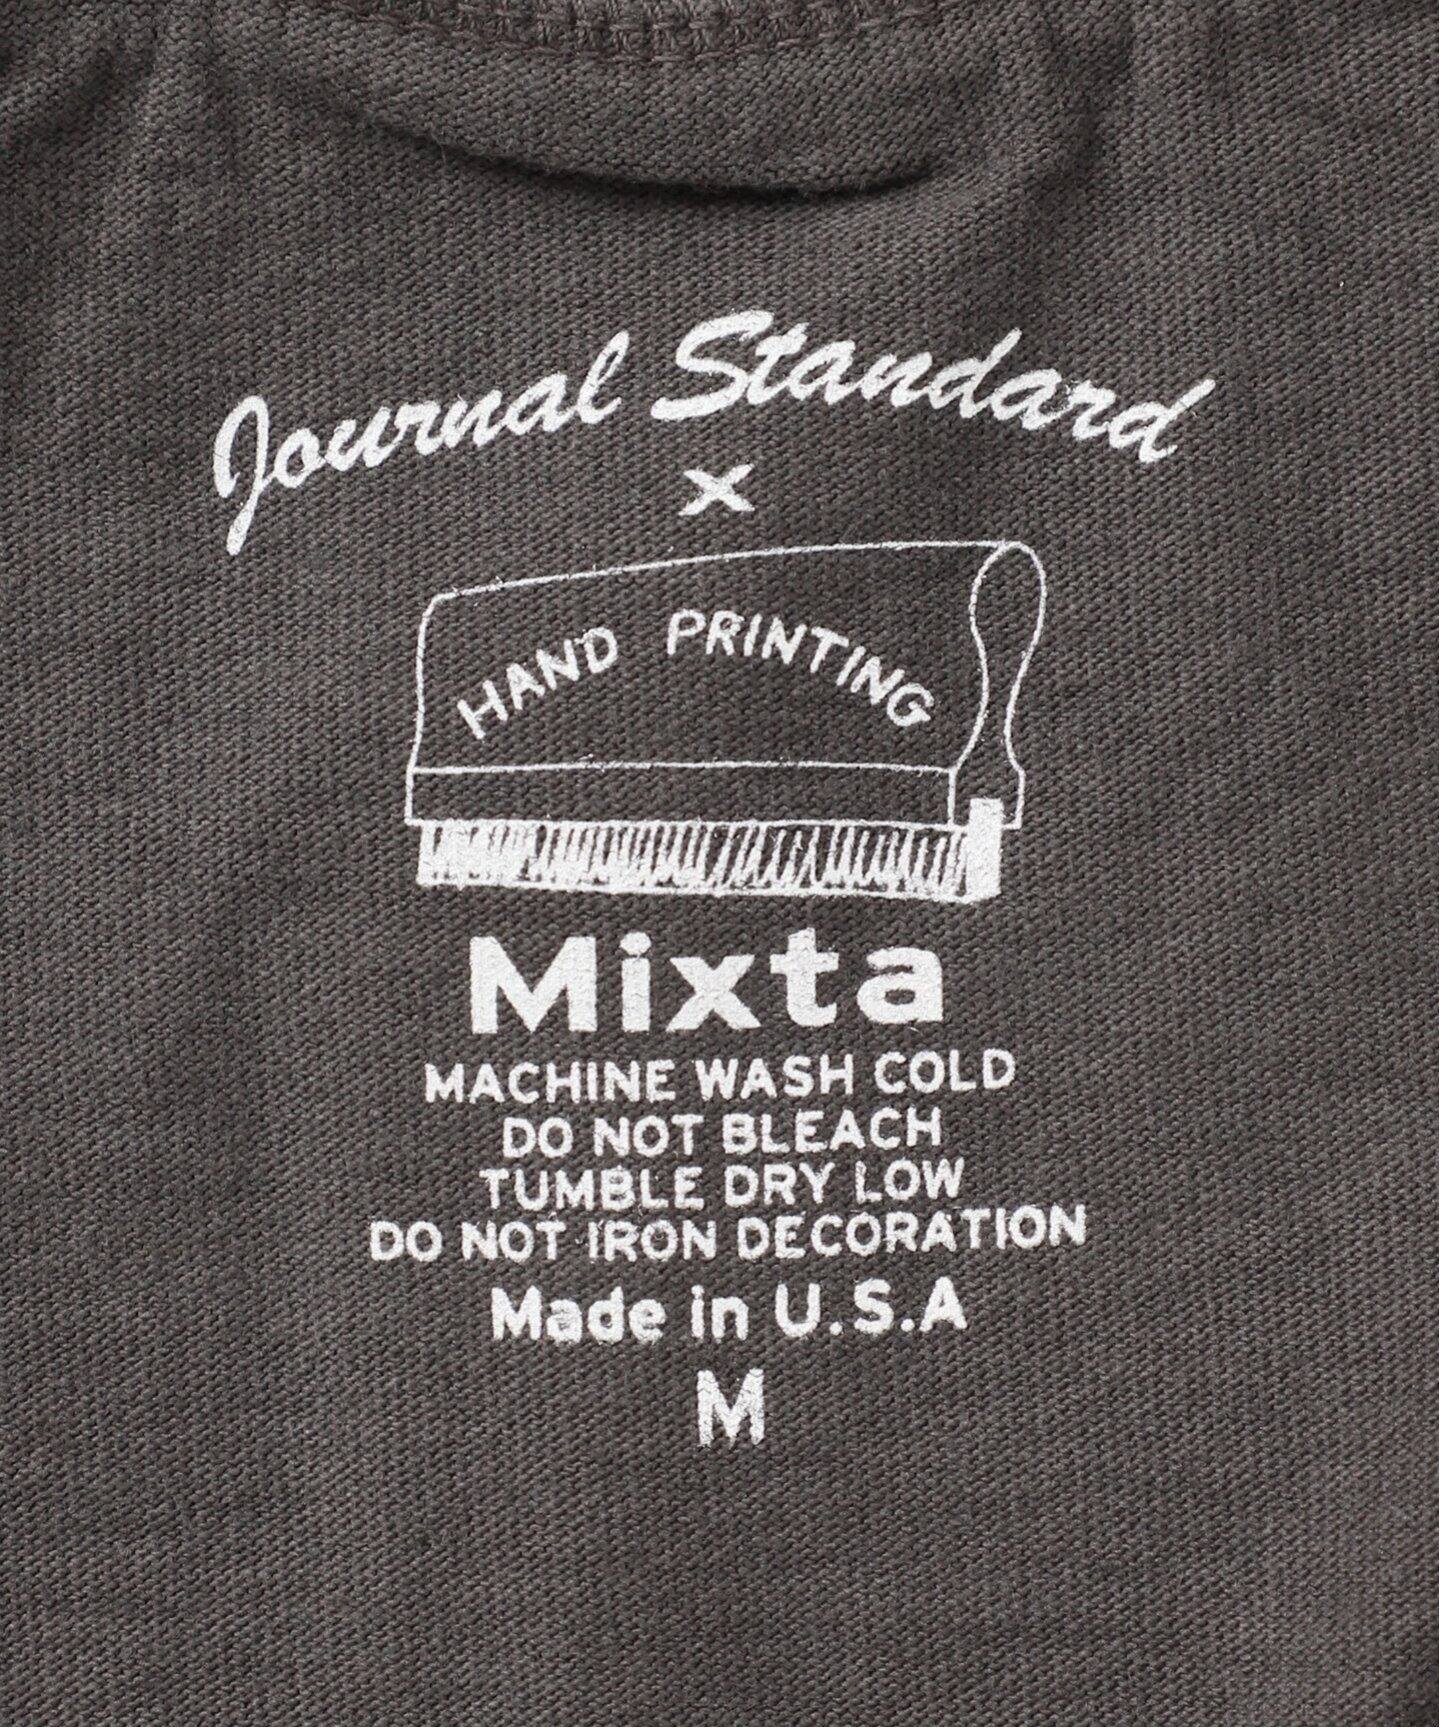 Journal Standard
X
HAND PRINTING
Mixta
MACHINE WASH COLD
DO NOT BLEACH
TUMBLE DRY LOW
DO NOT IRON DECORATION
Made in U.S.A
M